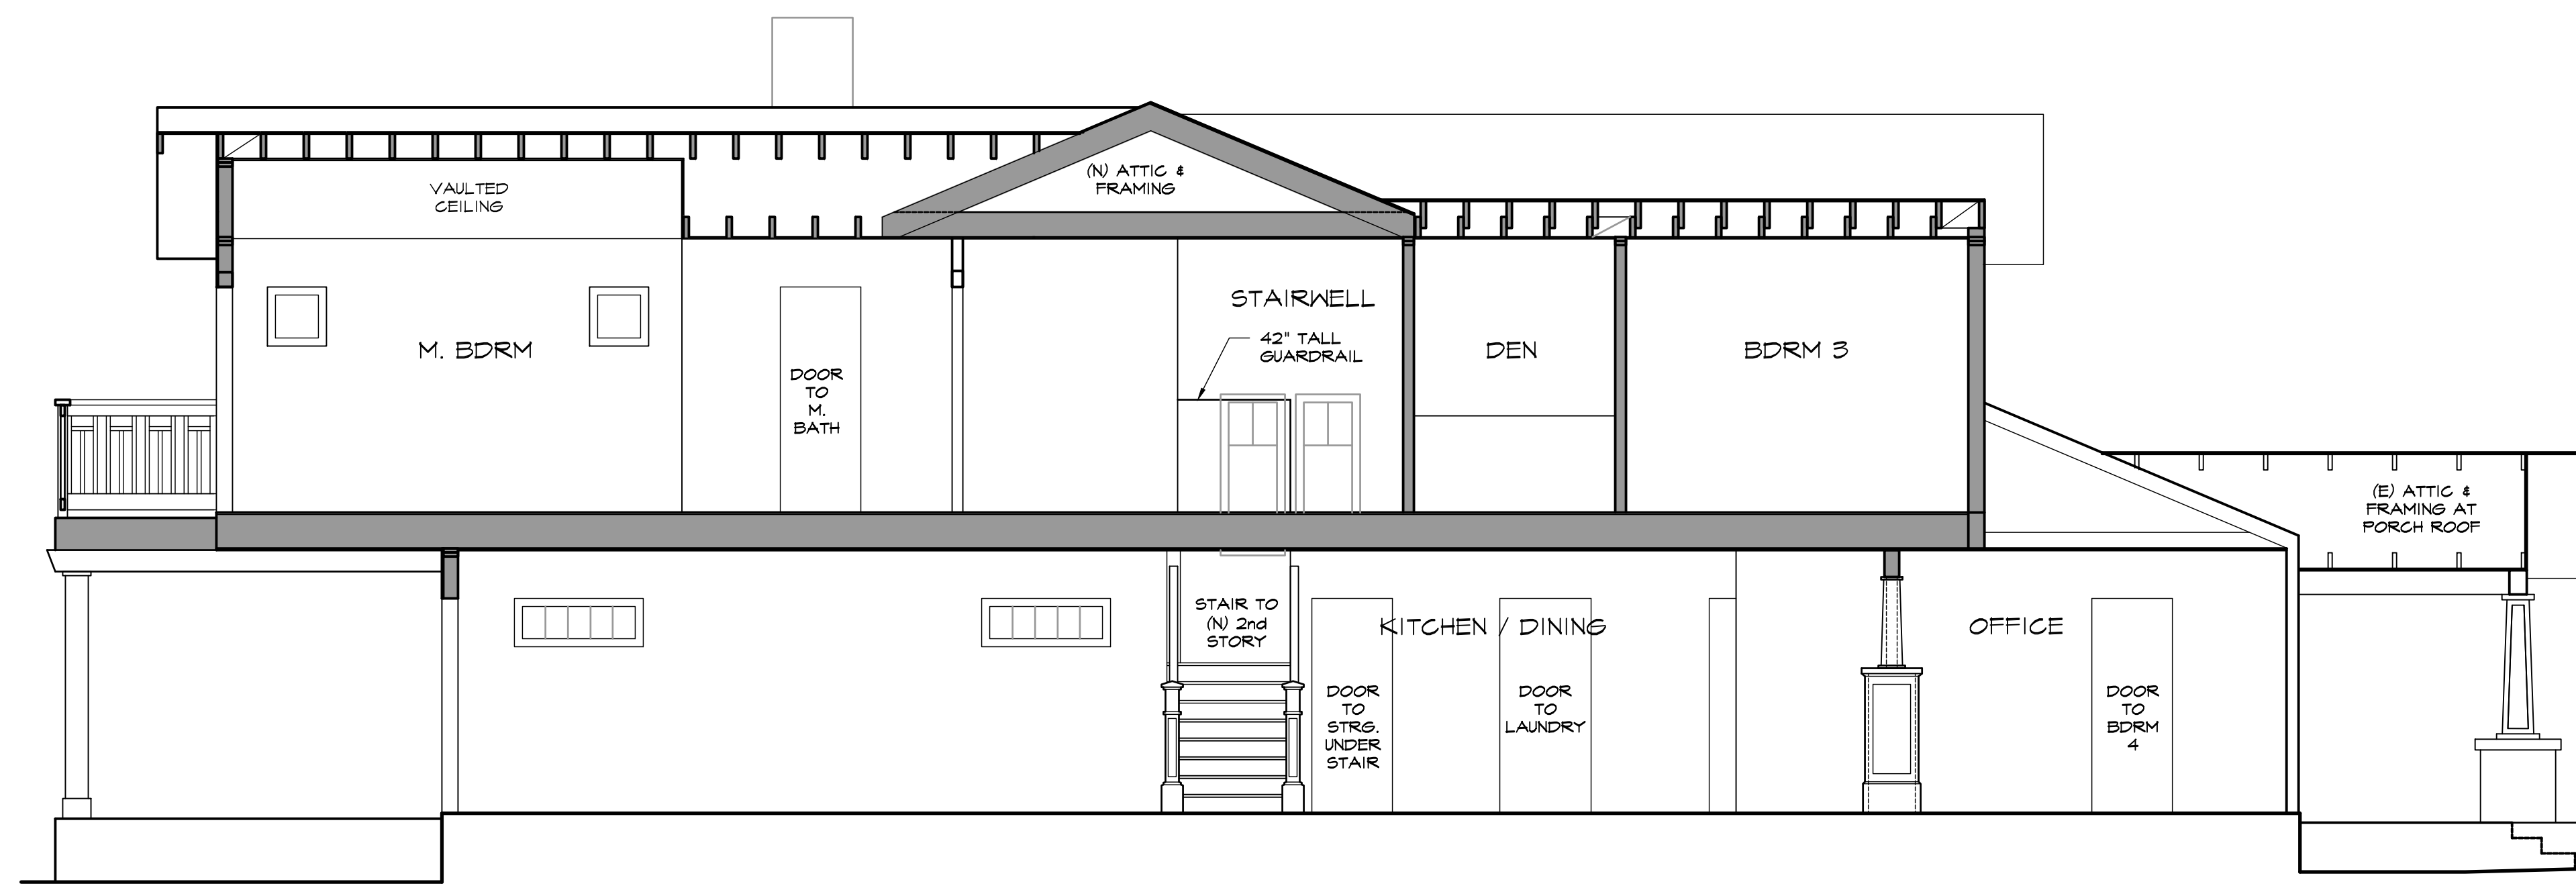 VAULTED
CEILING
(N) ATTIC &
FRAMING
STAIRWELL
42" TALL
GUARDRAIL
M. BDRM
DEN
BDRM 3
DOOR
TO
M.
BATH
(E) ATTIC &
FRAMING AT
PORCH ROOF
STAIR TO
(N) 2nd
STORY
KITCHEN / DINING
OFFICE
DOOR
TO
STRG.
UNDER
STAIR
DOOR
TO
LAUNDRY
DOOR
TO
BDRM
4